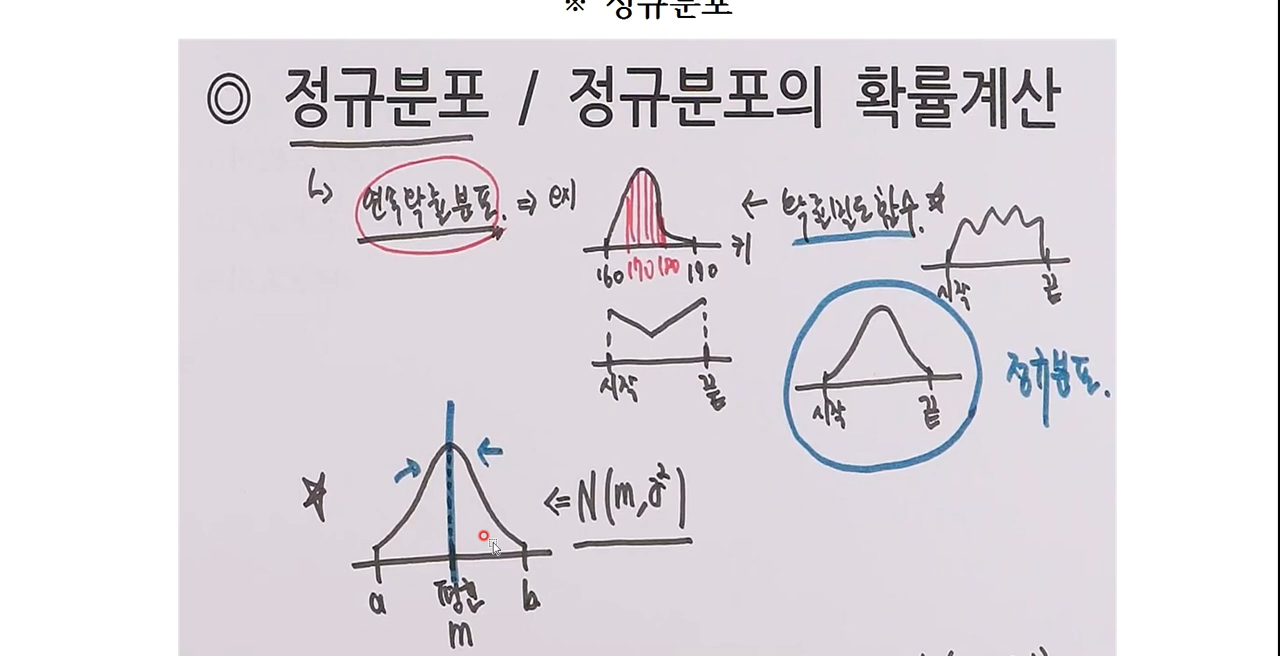 ※ 정규분포
◎ 정규분포 / 정규분포의 확률계산
↳ 연속확률분포. ⇒ ex) ← 확률밀도함수. ☆
160 170 180 190 키
시작 끝
시작 끝
시작 끝
정규분포.
☆ ⇐ N(m, σ²)
a 평균 b
m